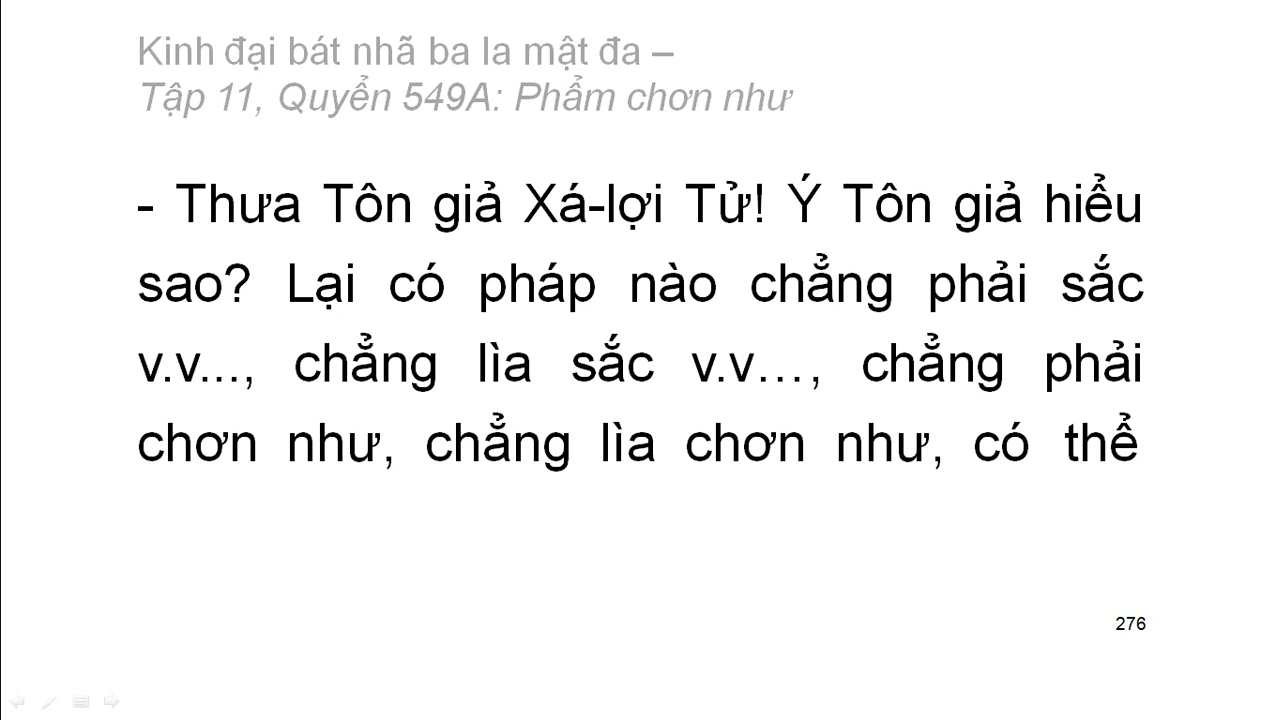 Kinh đại bát nhã ba la mật đa –
Tập 11, Quyển 549A: Phẩm chơn như
- Thưa Tôn giả Xá-lợi Tử! Ý Tôn giả hiểu
sao? Lại có pháp nào chẳng phải sắc
v.v..., chẳng lìa sắc v.v…, chẳng phải
chơn như, chẳng lìa chơn như, có thể
276